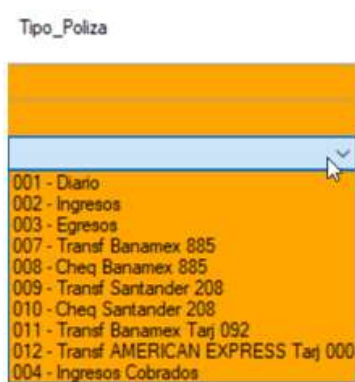 Tipo_Poliza
001 - Diario
002 - Ingresos
003 - Egresos
007 - Transf Banamex 885
008 - Cheq Banamex 885
009 - Transf Santander 208
010 - Cheq Santander 208
011 - Transf Banamex Tarj 092
012 - Transf AMERICAN EXPRESS Tarj 000
004 - Ingresos Cobrados